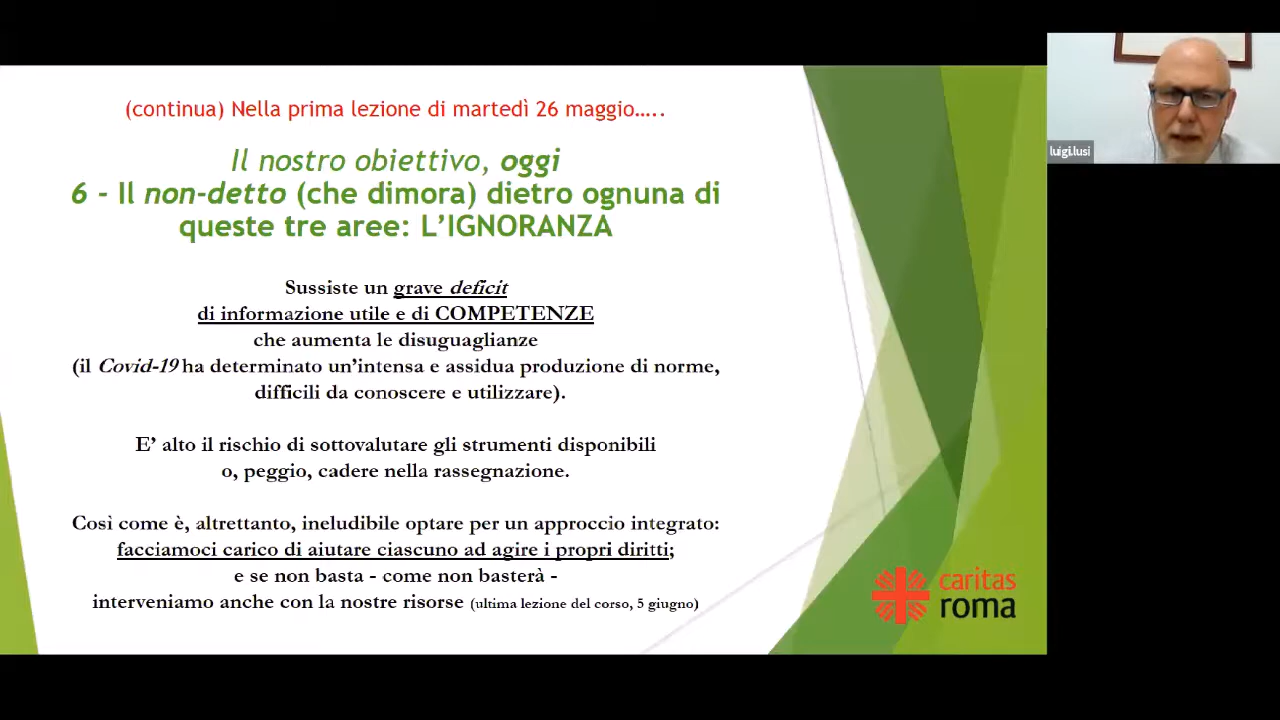 (continua) Nella prima lezione di martedì 26 maggio…..
Il nostro obiettivo, oggi
6 - Il non-detto (che dimora) dietro ognuna di
queste tre aree: L’IGNORANZA
Sussiste un grave deficit
di informazione utile e di COMPETENZE
che aumenta le disuguaglianze
(il Covid-19 ha determinato un’intensa e assidua produzione di norme,
difficili da conoscere e utilizzare).
E’ alto il rischio di sottovalutare gli strumenti disponibili
o, peggio, cadere nella rassegnazione.
Così come è, altrettanto, ineludibile optare per un approccio integrato:
facciamoci carico di aiutare ciascuno ad agire i propri diritti;
e se non basta - come non basterà -
interveniamo anche con la nostre risorse (ultima lezione del corso, 5 giugno)
caritas
roma
luigi.lusi